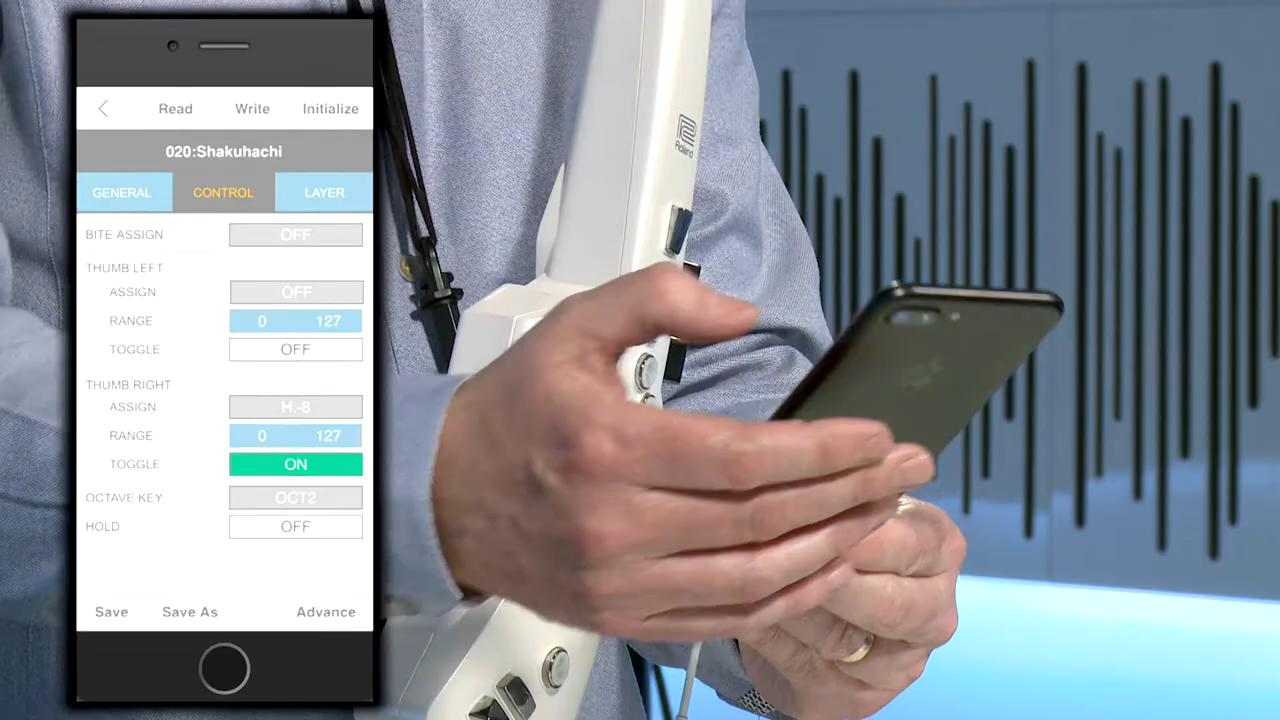 Read Write Initialize
020:Shakuhachi
GENERAL CONTROL LAYER
BITE ASSIGN OFF
THUMB LEFT
ASSIGN OFF
RANGE 0 127
TOGGLE OFF
THUMB RIGHT
ASSIGN H.-8
RANGE 0 127
TOGGLE ON
OCTAVE KEY OCT2
HOLD OFF
Save Save As Advance
Roland